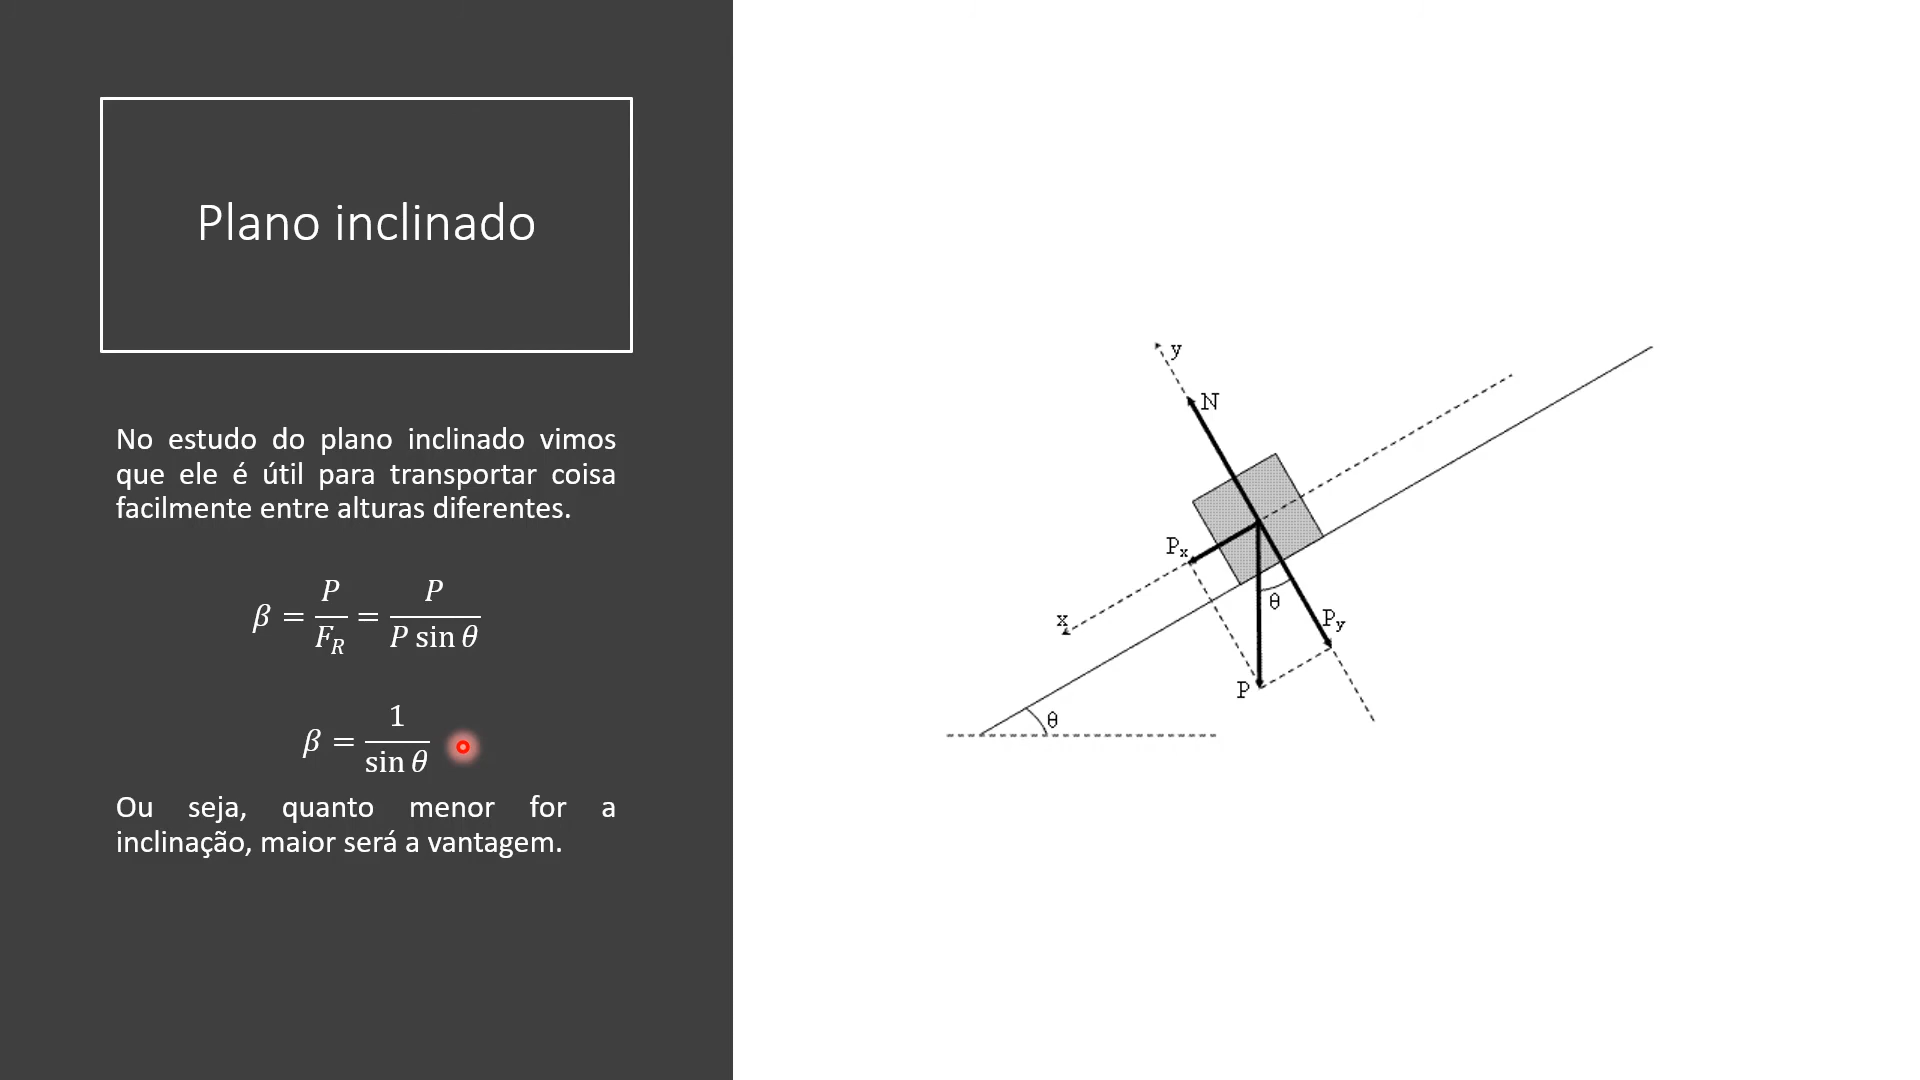 Plano inclinado
No estudo do plano inclinado vimos
que ele é útil para transportar coisa
facilmente entre alturas diferentes.
β = P/F_R = P/(P sin θ)
β = 1/(sin θ)
Ou seja, quanto menor for a
inclinação, maior será a vantagem.
y
N
P_x
x
θ
P_y
P
θ